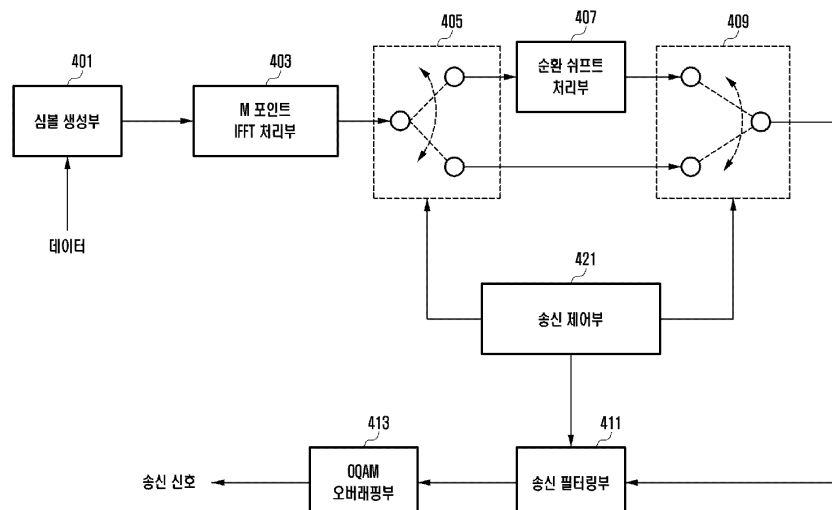 405
407
409
401
403
순환 쉬프트
처리부
심볼 생성부
M 포인트
IFFT 처리부
데이터
421
송신 제어부
413
411
송신 신호
OQAM
오버래핑부
송신 필터링부